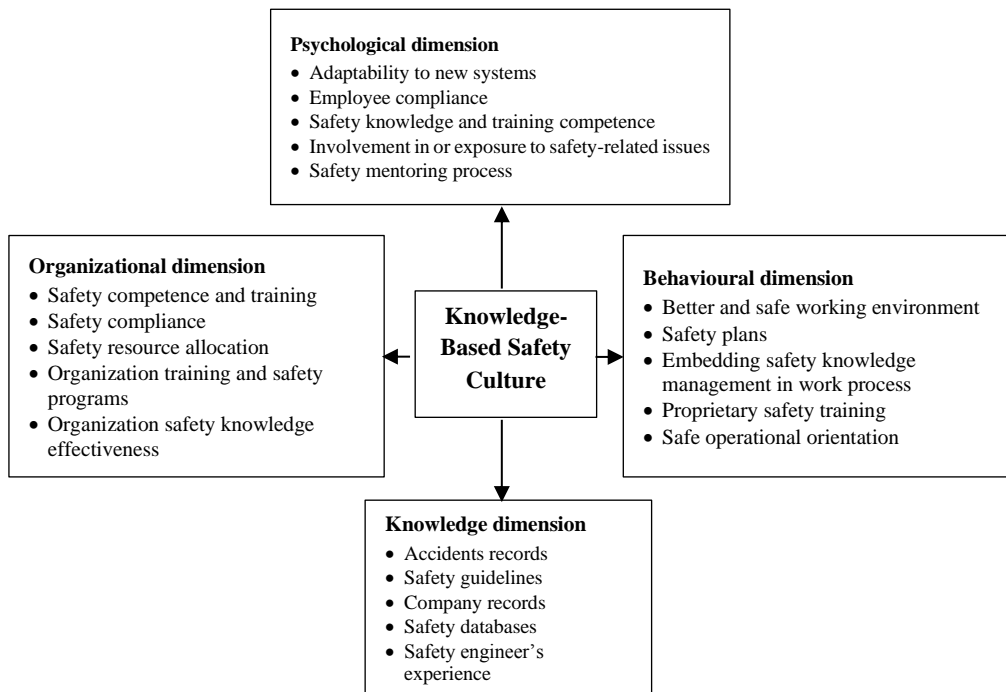 Psychological dimension
• Adaptability to new systems
• Employee compliance
• Safety knowledge and training competence
• Involvement in or exposure to safety-related issues
• Safety mentoring process
Organizational dimension
• Safety competence and training
• Safety compliance
• Safety resource allocation
• Organization training and safety
programs
• Organization safety knowledge
effectiveness
Knowledge-
Based Safety
Culture
Behavioural dimension
• Better and safe working environment
• Safety plans
• Embedding safety knowledge
management in work process
• Proprietary safety training
• Safe operational orientation
Knowledge dimension
• Accidents records
• Safety guidelines
• Company records
• Safety databases
• Safety engineer’s
experience